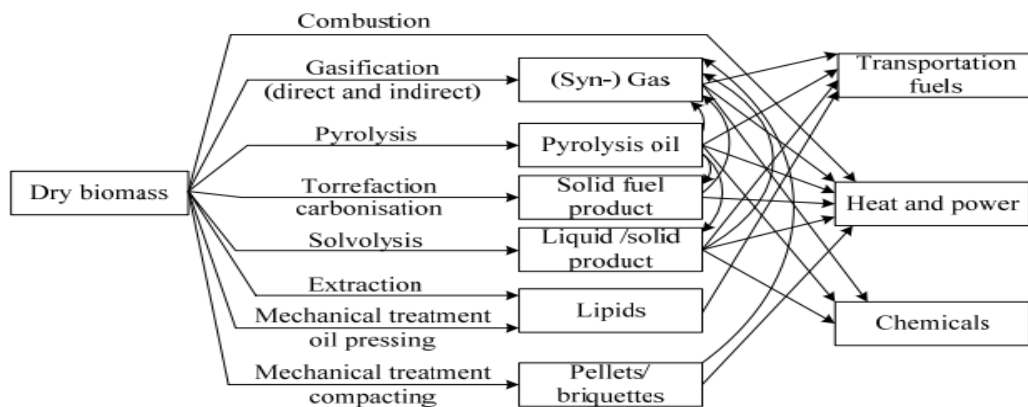 Combustion
Gasification
(direct and indirect)
Pyrolysis
Dry biomass
Torrefaction
carbonisation
Solvolysis
Extraction
Mechanical treatment
oil pressing
Mechanical treatment
compacting
(Syn-) Gas
Pyrolysis oil
Solid fuel
product
Liquid /solid
product
Lipids
Pellets/
briquettes
Transportation
fuels
Heat and power
Chemicals